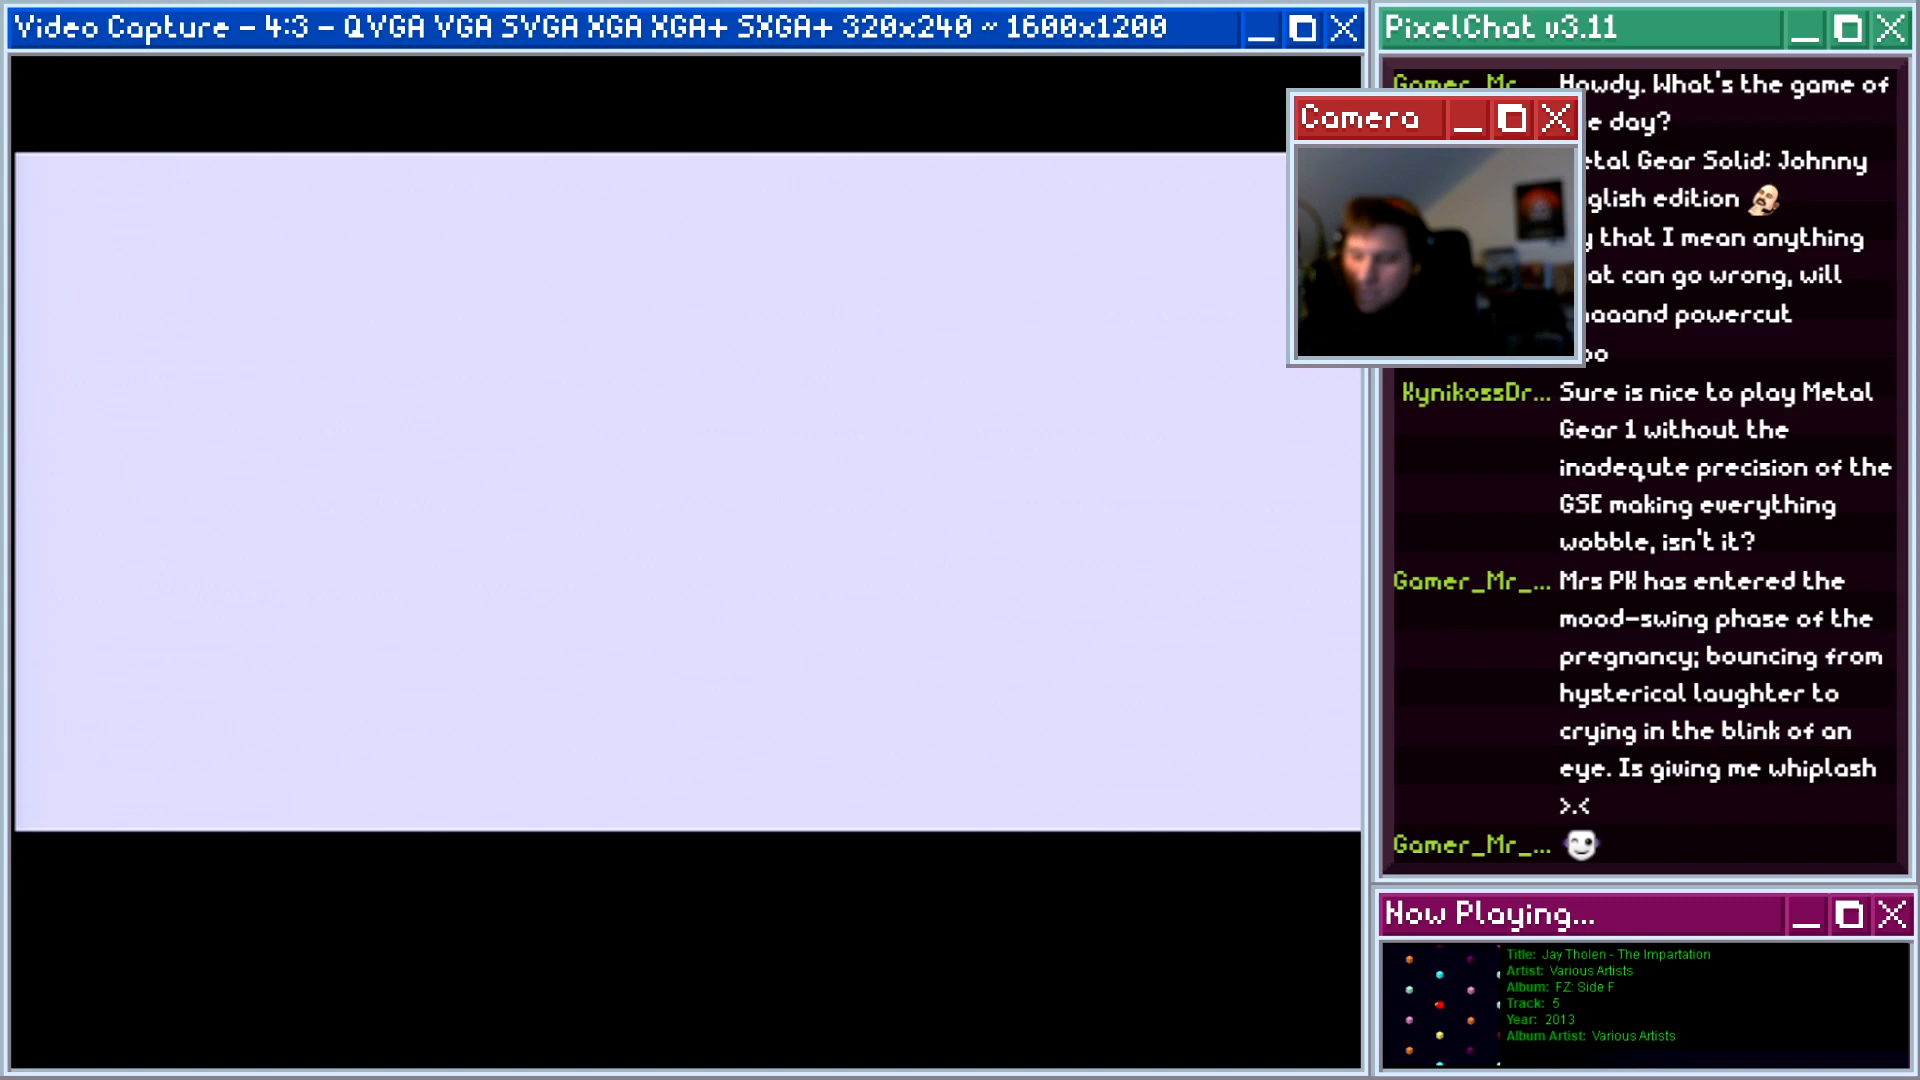 Video Capture - 4:3 - QVGA VGA SVGA XGA XGA+ SXGA+ 320x240 ~ 1600x1200
PixelChat v3.11
Gamer_Mr_... Howdy. What's the game of
day?
Camera
Gear Solid: Johnny
edition
that I mean anything
can go wrong, will
powercut
KynikossDr... Sure is nice to play Metal
Gear 1 without the
inadequte precision of the
GSE making everything
wobble, isn't it?
Gamer_Mr_... Mrs PK has entered the
mood-swing phase of the
pregnancy; bouncing from
hysterical laughter to
crying in the blink of an
eye. Is giving me whiplash
>.<
Gamer_Mr_...
Now Playing...
Title: Jay Tholen - The Impartation
Artist: Various Artists
Album: FZ: Side F
Track: 5
Year: 2013
Album Artist: Various Artists